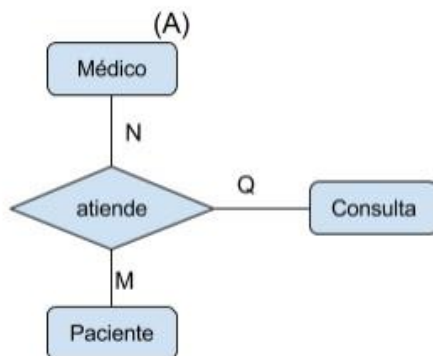 (A)
Médico
N
Q
atiende
Consulta
M
Paciente